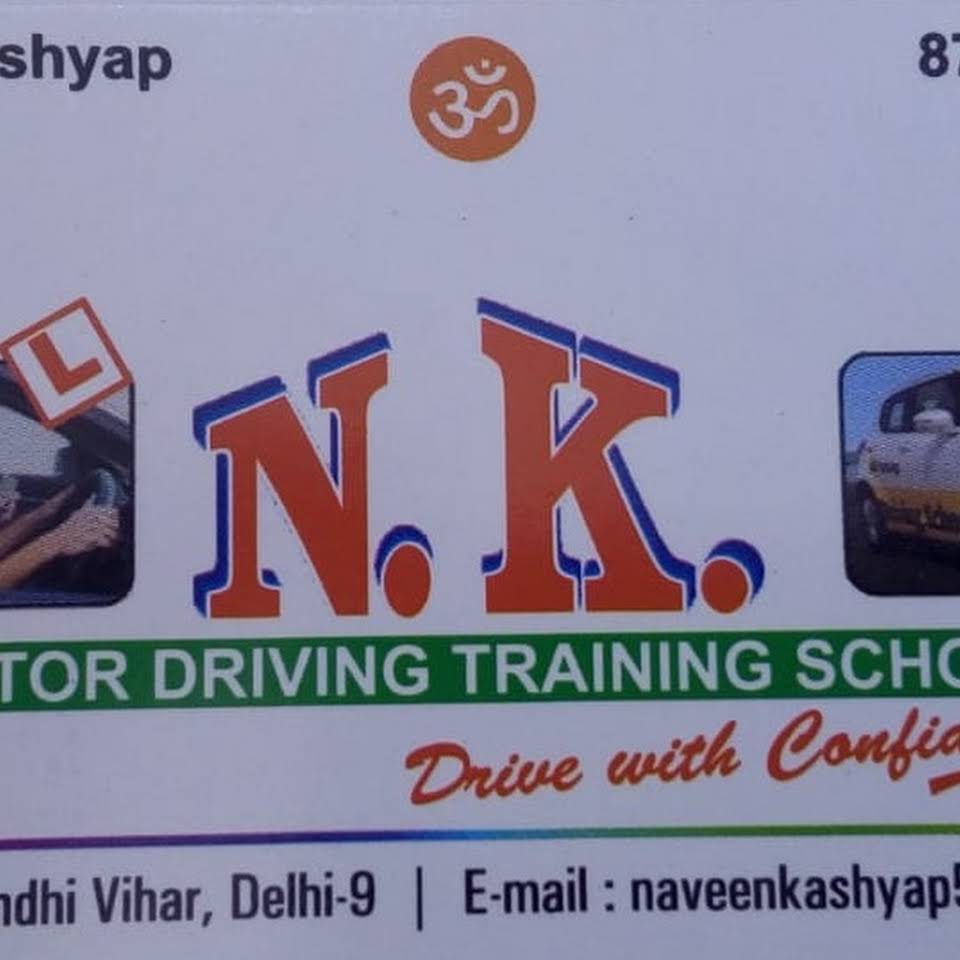 shyap ॐ 87
L
N. K.
TOR DRIVING TRAINING SCHO
Drive with Confid
ndhi Vihar, Delhi-9 | E-mail : naveenkashyap5